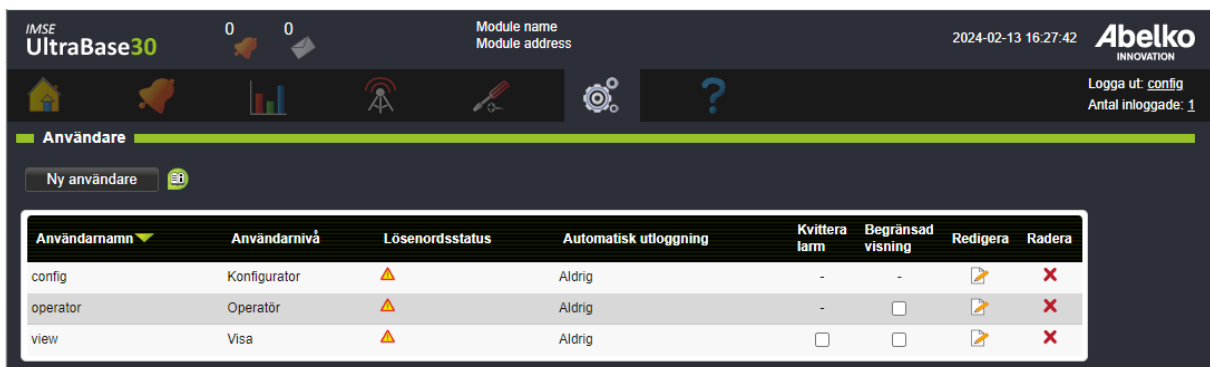 IMSE
UltraBase30
0 0
Module name
Module address
2024-02-13 16:27:42
Abelko
INNOVATION
?
Logga ut: config
Antal inloggade: 1
Användare
Ny användare
Användarnamn Användarnivå Lösenordsstatus Automatisk utloggning Kvittera larm Begränsad visning Redigera Radera
config Konfigurator Aldrig - -
operator Operatör Aldrig -
view Visa Aldrig